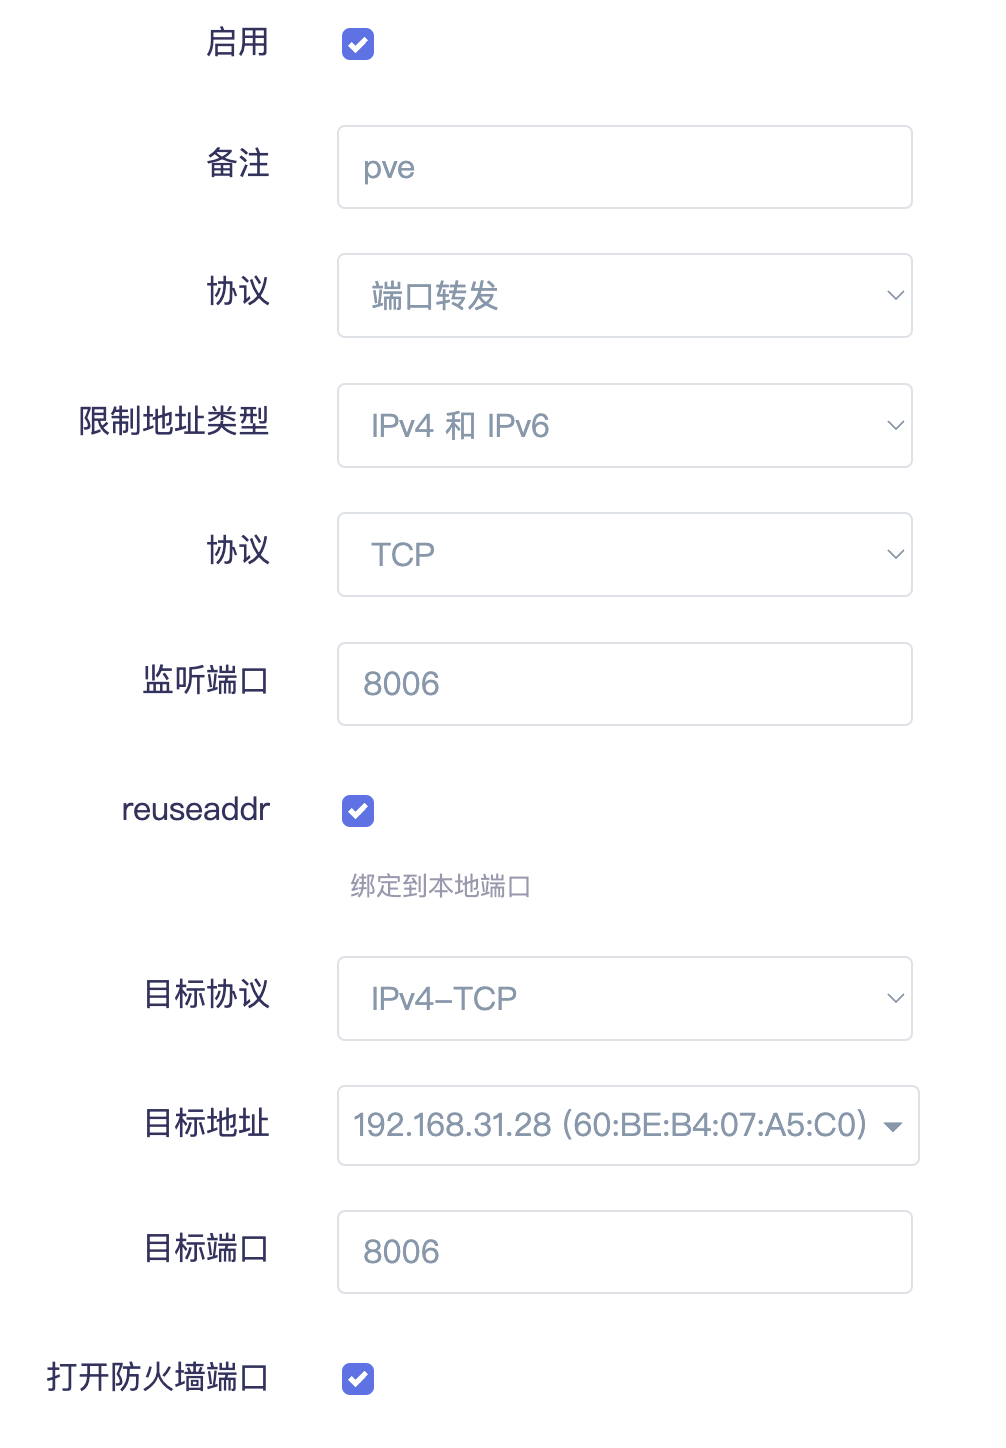 启用
备注
pve
协议
端口转发
限制地址类型
IPv4 和 IPv6
协议
TCP
监听端口
8006
reuseaddr
绑定到本地端口
目标协议
IPv4-TCP
目标地址
192.168.31.28 (60:BE:B4:07:A5:C0)
目标端口
8006
打开防火墙端口